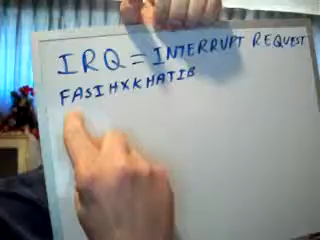 IRQ = INTERRUPT REQUEST
FASIHXKHATIB